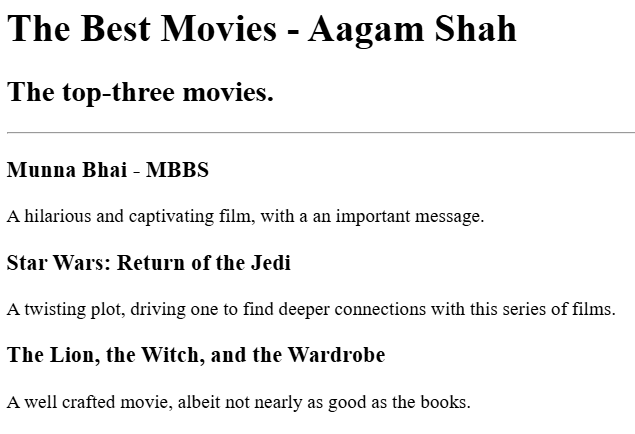 The Best Movies - Aagam Shah
The top-three movies.
Munna Bhai - MBBS
A hilarious and captivating film, with a an important message.
Star Wars: Return of the Jedi
A twisting plot, driving one to find deeper connections with this series of films.
The Lion, the Witch, and the Wardrobe
A well crafted movie, albeit not nearly as good as the books.